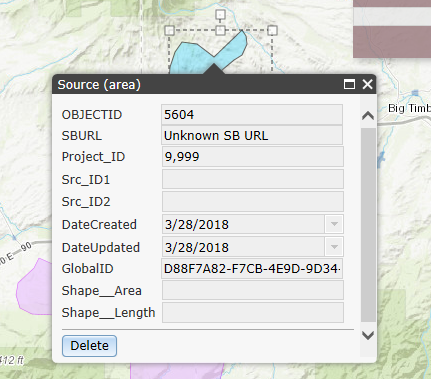 Source (area)
OBJECTID 5604
SBURL Unknown SB URL
Project_ID 9,999
Src_ID1
Src_ID2
DateCreated 3/28/2018
DateUpdated 3/28/2018
GlobalID D88F7A82-F7CB-4E9D-9D34-
Shape__Area
Shape__Length
Delete
Big Timb
E—90
412 ft